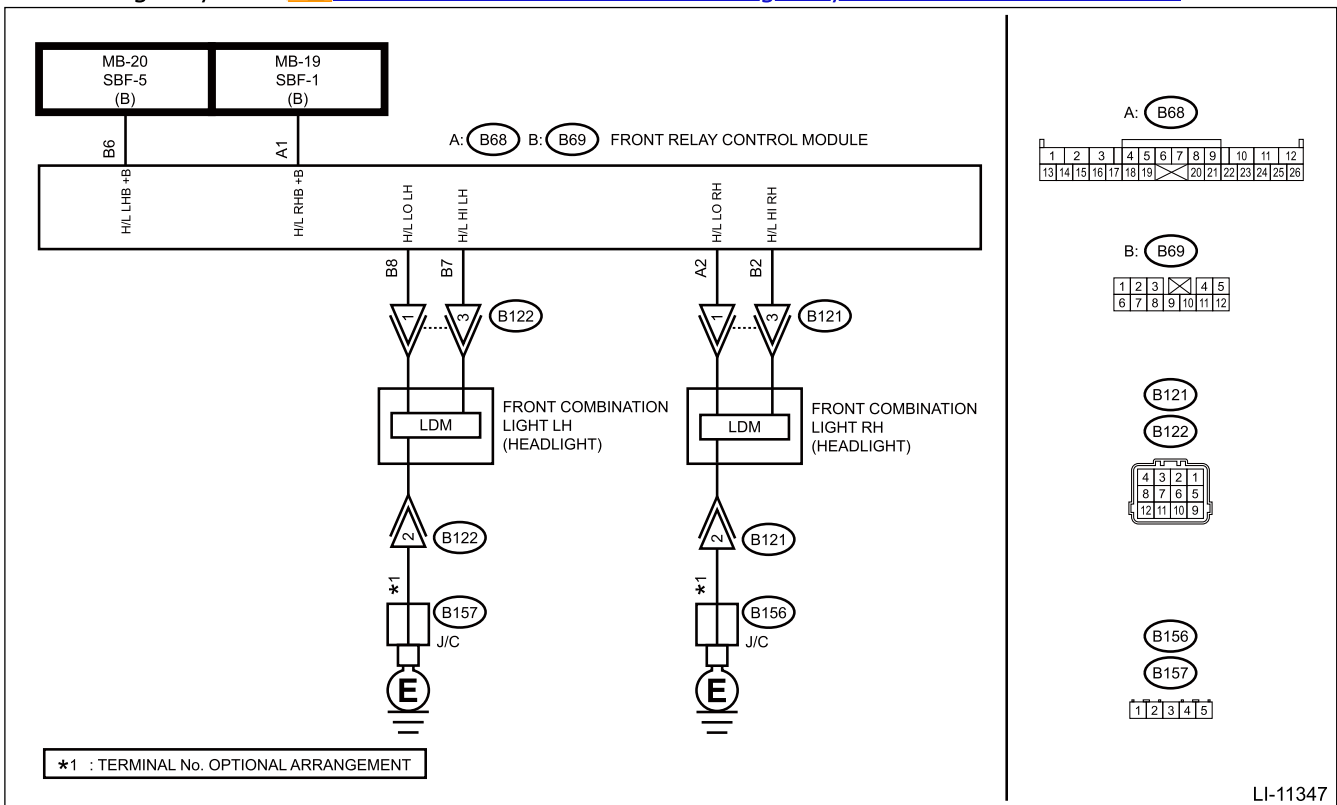 MB-20
SBF-5
(B)
MB-19
SBF-1
(B)
B6
A1
A: B68 B: B69 FRONT RELAY CONTROL MODULE
H/L LHB +B
H/L RHB +B
H/L LO LH
H/L HI LH
H/L LO RH
H/L HI RH
B8
B7
A2
B2
1
3
B122
1
3
B121
LDM
FRONT COMBINATION
LIGHT LH
(HEADLIGHT)
LDM
FRONT COMBINATION
LIGHT RH
(HEADLIGHT)
2
B122
2
B121
*1
B157
J/C
E
*1
B156
J/C
E
*1 : TERMINAL No. OPTIONAL ARRANGEMENT
A: B68
1 2 3 4 5 6 7 8 9 10 11 12
13 14 15 16 17 18 19 20 21 22 23 24 25 26
B: B69
1 2 3 4 5
6 7 8 9 10 11 12
B121
B122
4 3 2 1
8 7 6 5
12 11 10 9
B156
B157
1 2 3 4 5
LI-11347